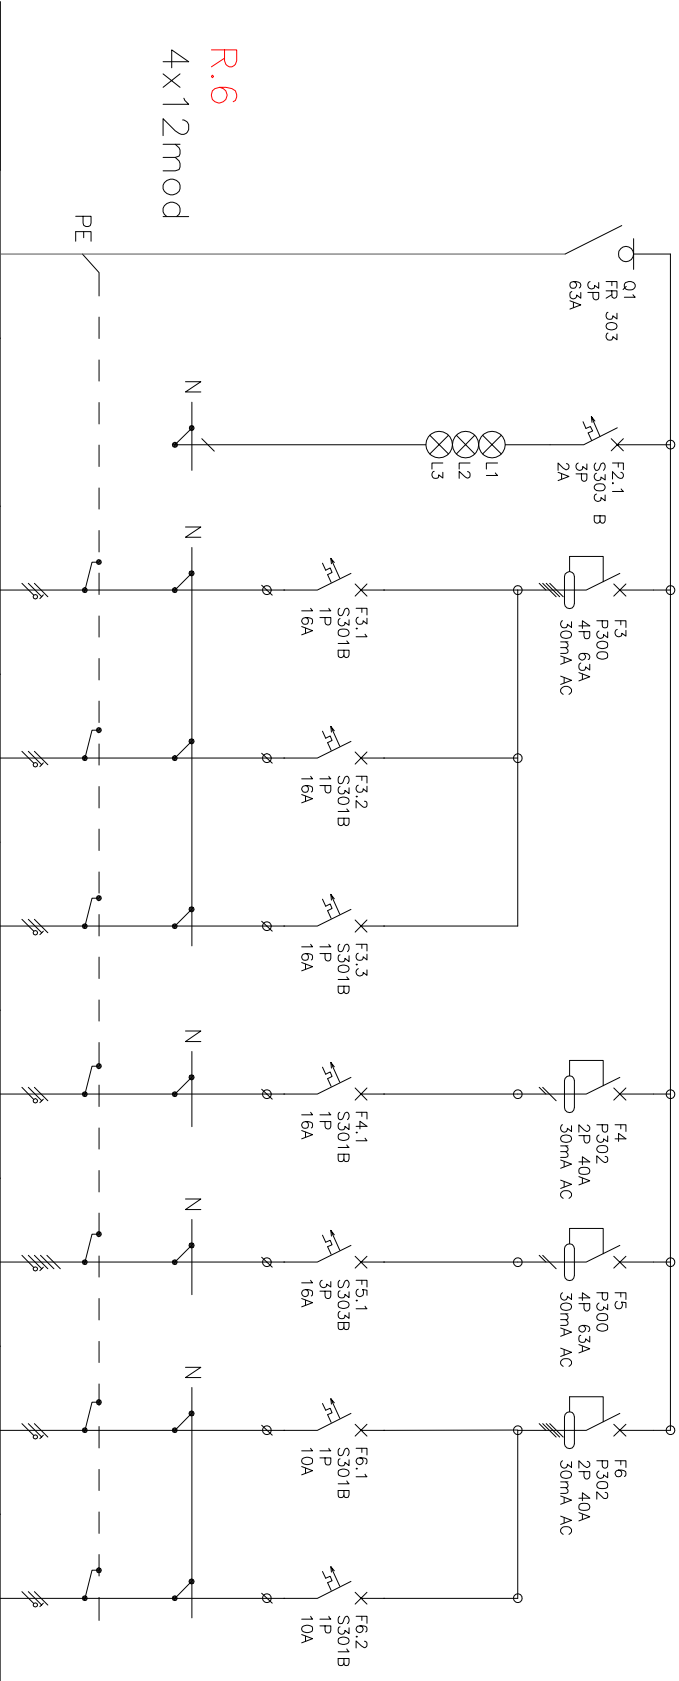 R.6
4x12mod
PE
Q1
FR 303
3P
63A
F2.1
S303 B
3P
2A
L1
L2
L3
N
F3
P300
4P 63A
30mA AC
F3.1
S301B
1P
16A
N
F3.2
S301B
1P
16A
F3.3
S301B
1P
16A
F4
P302
2P 40A
30mA AC
F4.1
S301B
1P
16A
N
F5
P300
4P 63A
30mA AC
F5.1
S303B
3P
16A
N
F6
P302
2P 40A
30mA AC
F6.1
S301B
1P
10A
N
F6.2
S301B
1P
10A